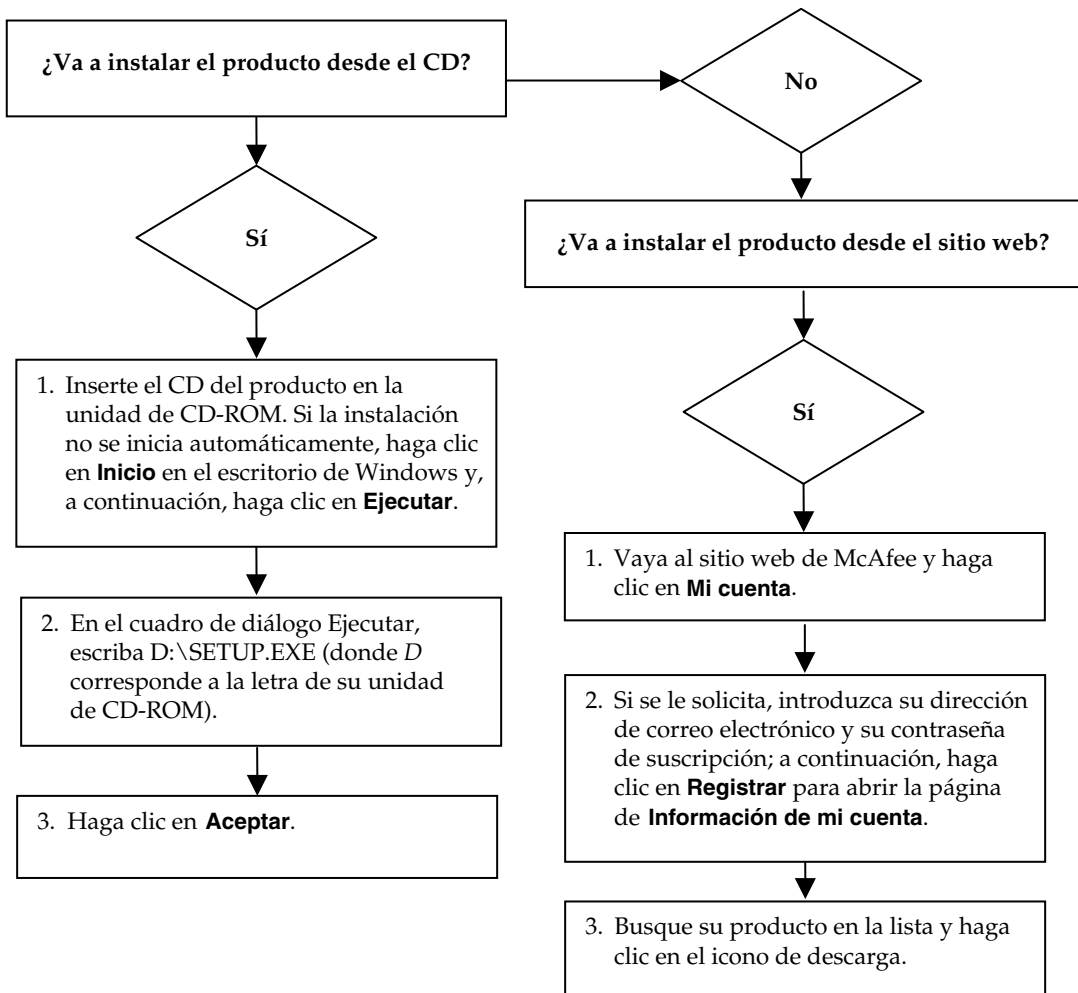 ¿Va a instalar el producto desde el CD?
No
Sí
¿Va a instalar el producto desde el sitio web?
Sí
1. Inserte el CD del producto en la
unidad de CD-ROM. Si la instalación
no se inicia automáticamente, haga clic
en Inicio en el escritorio de Windows y,
a continuación, haga clic en Ejecutar.
2. En el cuadro de diálogo Ejecutar,
escriba D:\SETUP.EXE (donde D
corresponde a la letra de su unidad
de CD-ROM).
3. Haga clic en Aceptar.
1. Vaya al sitio web de McAfee y haga
clic en Mi cuenta.
2. Si se le solicita, introduzca su dirección
de correo electrónico y su contraseña
de suscripción; a continuación, haga
clic en Registrar para abrir la página
de Información de mi cuenta.
3. Busque su producto en la lista y haga
clic en el icono de descarga.